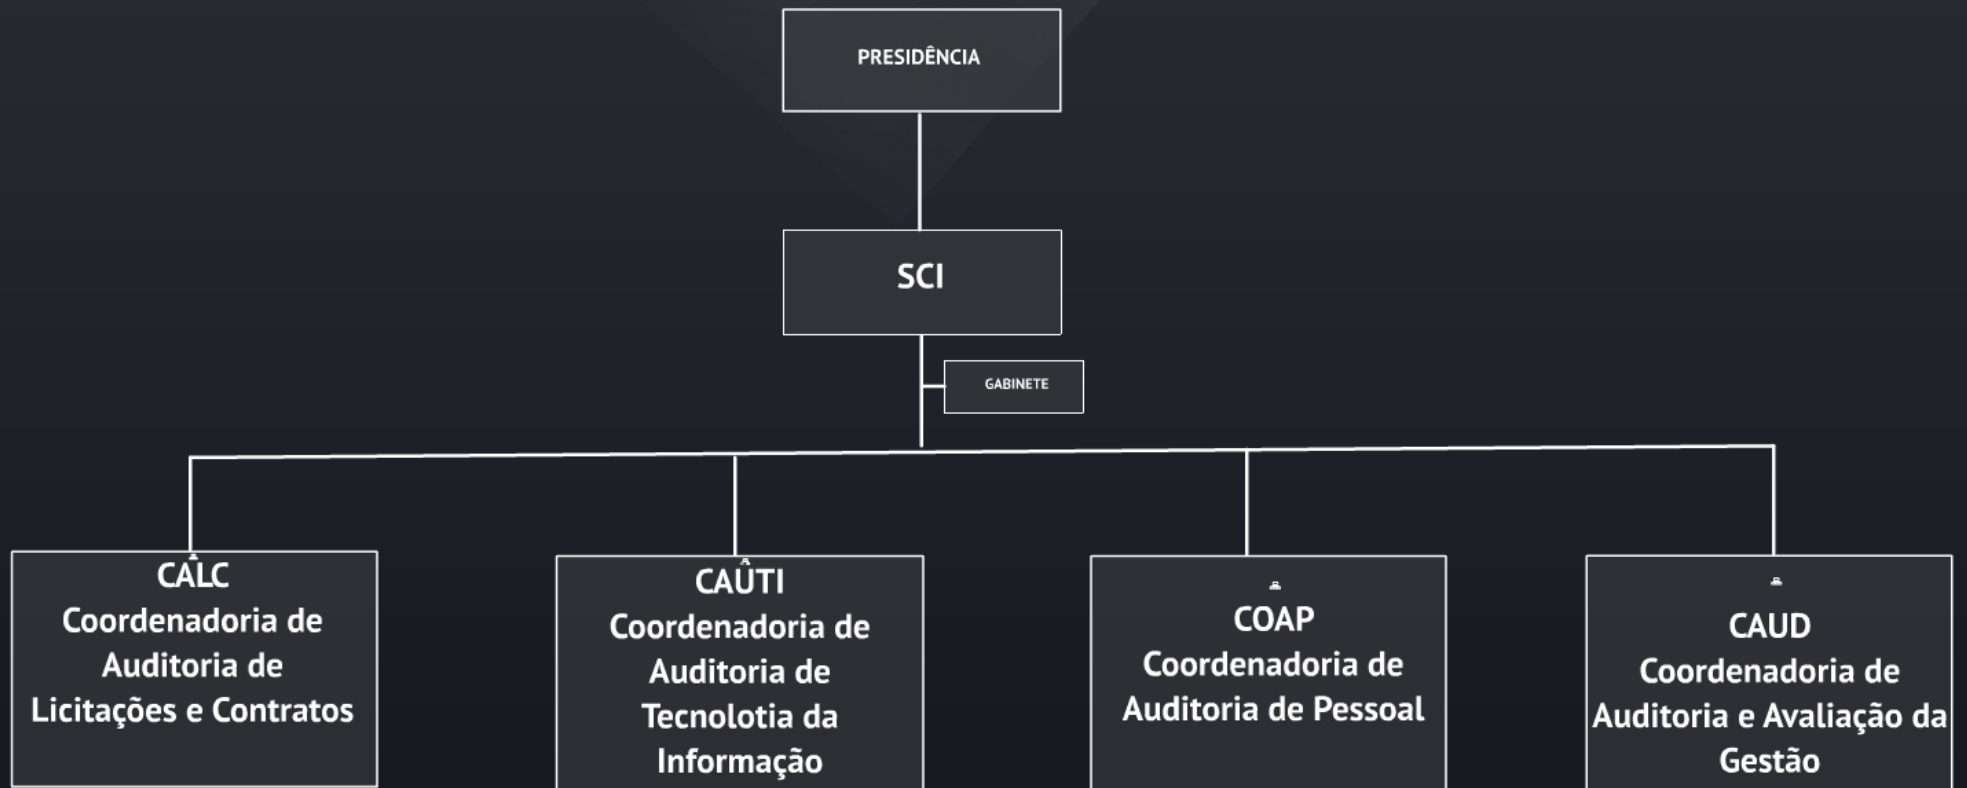 PRESIDÊNCIA
SCI
GABINETE
CALC
Coordenadoria de
Auditoria de
Licitações e Contratos
CAUTI
Coordenadoria de
Auditoria de
Tecnolotia da
Informação
COAP
Coordenadoria de
Auditoria de Pessoal
CAUD
Coordenadoria de
Auditoria e Avaliação da
Gestão